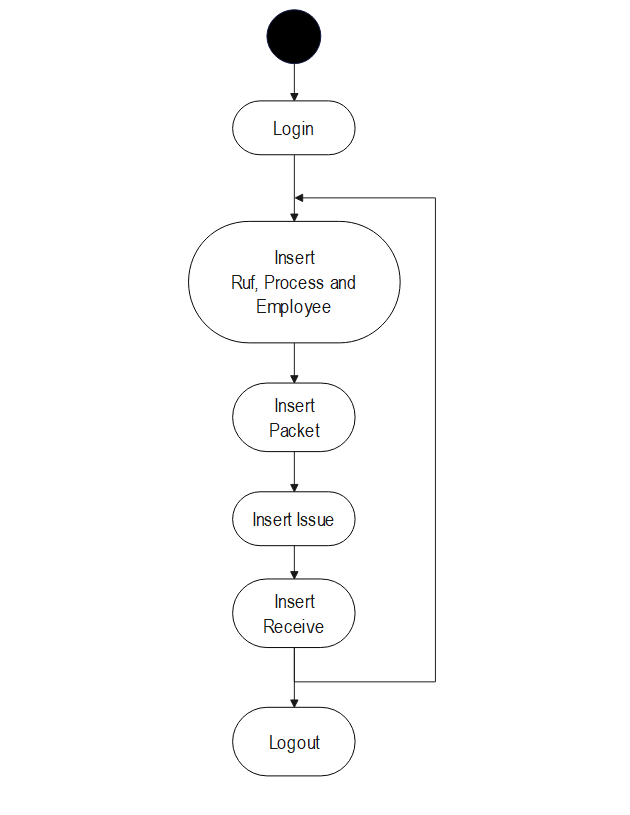 Login
Insert
Ruf, Process and
Employee
Insert
Packet
Insert Issue
Insert
Receive
Logout